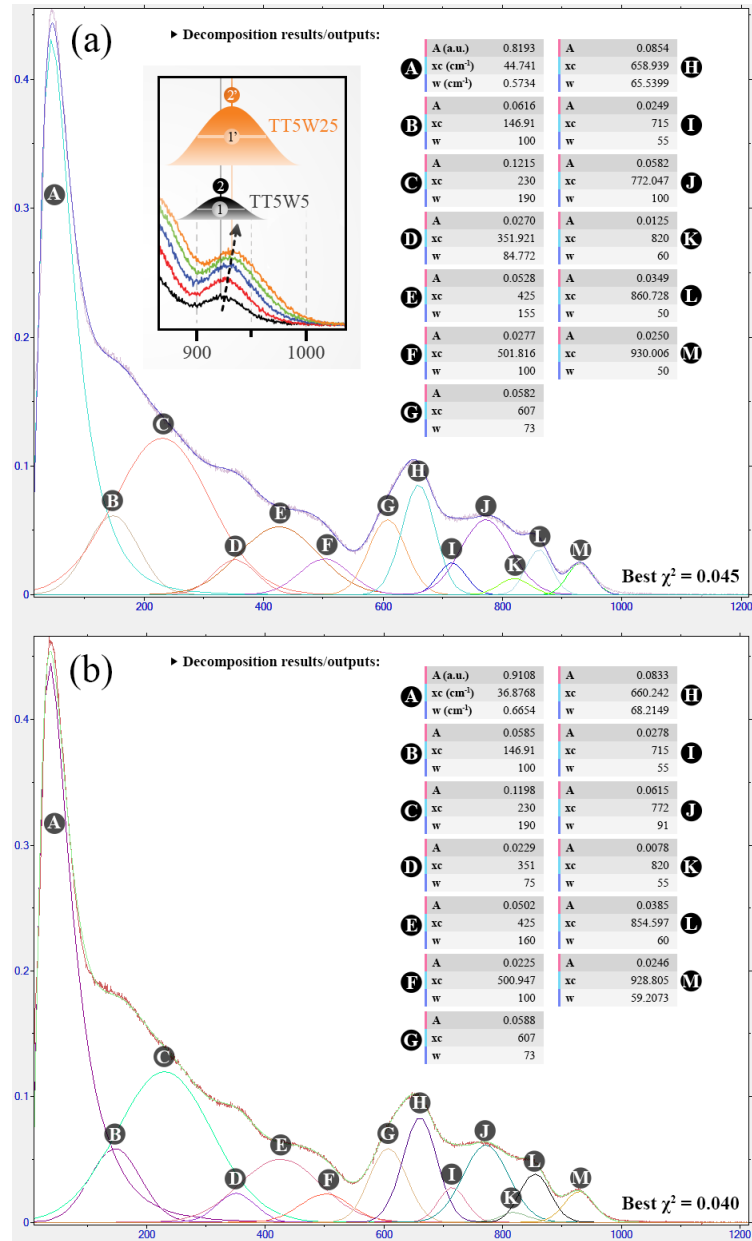 (a)
▶ Decomposition results/outputs:
0.4
0.3
0.2
0.1
0
2'
TT5W25
1'
2
TT5W5
1
900
1000
A
A (a.u.) 0.8193
xc (cm⁻¹) 44.741
w (cm⁻¹) 0.5734
B
A 0.0616
xc 146.91
w 100
C
A 0.1215
xc 230
w 190
D
A 0.0270
xc 351.921
w 84.772
E
A 0.0528
xc 425
w 155
F
A 0.0277
xc 501.816
w 100
G
A 0.0582
xc 607
w 73
H
A 0.0854
xc 658.939
w 65.5399
I
A 0.0249
xc 715
w 55
J
A 0.0582
xc 772.047
w 100
K
A 0.0125
xc 820
w 60
L
A 0.0349
xc 860.728
w 50
M
A 0.0250
xc 930.006
w 50
A
B
C
D
E
F
G
H
I
J
K
L
M
Best χ² = 0.045
200
400
600
800
1000
1200
(b)
▶ Decomposition results/outputs:
0.4
0.3
0.2
0.1
0
A
A (a.u.) 0.9108
xc (cm⁻¹) 36.8768
w (cm⁻¹) 0.6654
B
A 0.0585
xc 146.91
w 100
C
A 0.1198
xc 230
w 190
D
A 0.0229
xc 351
w 75
E
A 0.0502
xc 425
w 160
F
A 0.0225
xc 500.947
w 100
G
A 0.0588
xc 607
w 73
H
A 0.0833
xc 660.242
w 68.2149
I
A 0.0278
xc 715
w 55
J
A 0.0615
xc 772
w 91
K
A 0.0078
xc 820
w 55
L
A 0.0385
xc 854.597
w 60
M
A 0.0246
xc 928.805
w 59.2073
A
B
C
D
E
F
G
H
I
J
K
L
M
Best χ² = 0.040
200
400
600
800
1000
1200